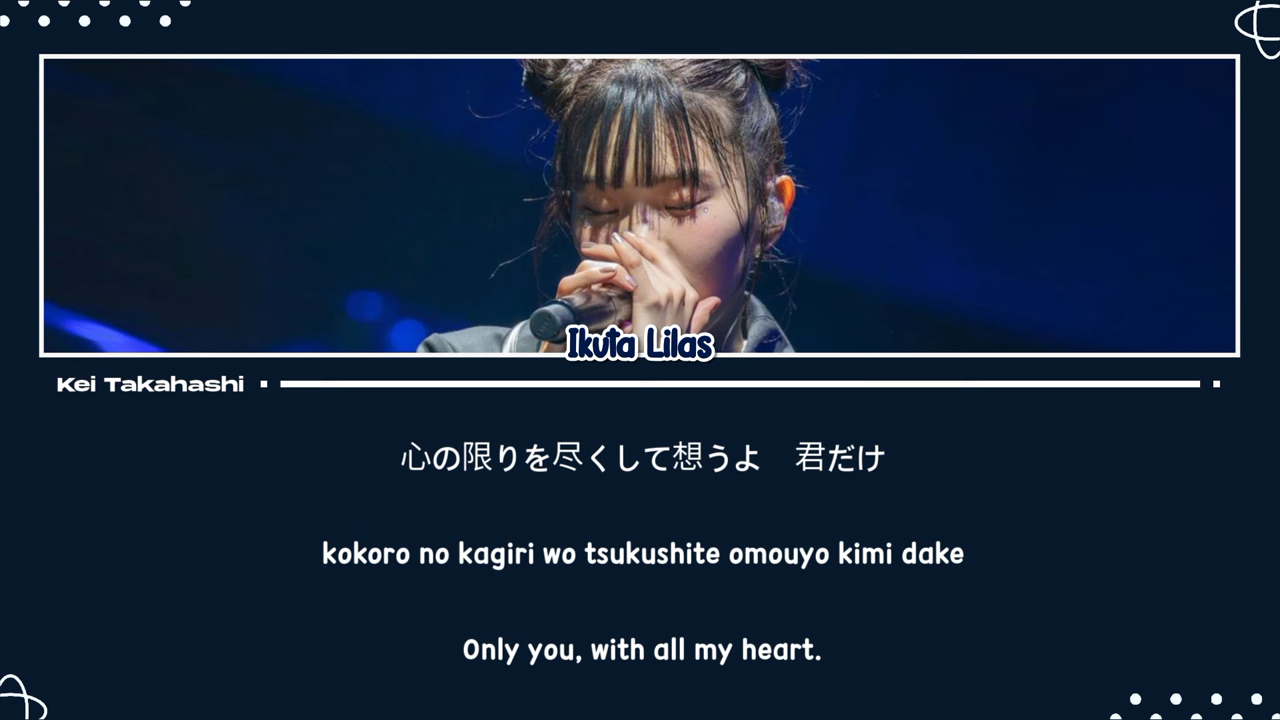 Ikuta Lilas
Kei Takahashi
心の限りを尽くして想うよ　君だけ
kokoro no kagiri wo tsukushite omouyo kimi dake
Only you, with all my heart.